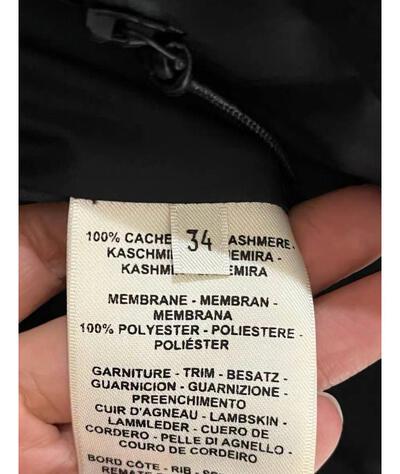 34
100% CACHE ASHMERE -
KASCHMI EMIRA -
KASHM EMIRA
MEMBRANE - MEMBRAN -
MEMBRANA
100% POLYESTER - POLIESTERE -
POLIÉSTER
GARNITURE - TRIM - BESATZ -
GUARNICION - GUARNIZIONE -
PREENCHIMENTO
CUIR D'AGNEAU - LAMBSKIN -
LAMMLEDER - CUERO DE
CORDERO - PELLE DI AGNELLO -
COURO DE CORDEIRO
BORD CÔTE - RIB -